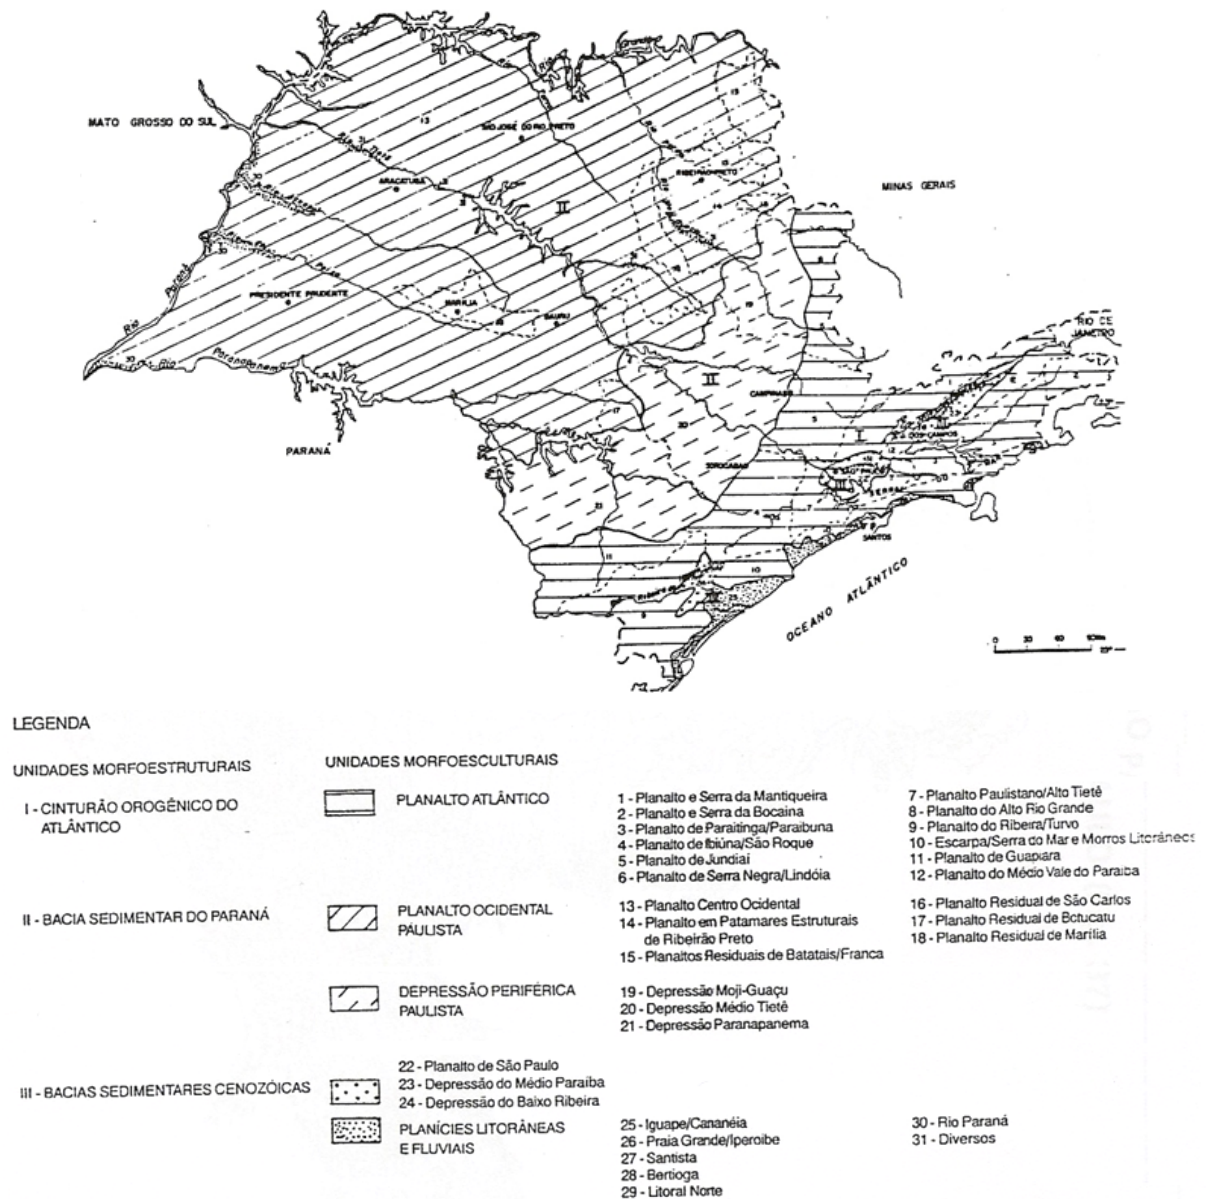 MATO GROSSO DO SUL
SÃO JOSÉ DO RIO PRETO
ARAÇATUBA
RIBEIRÃO PRETO
MINAS GERAIS
PRESIDENTE PRUDENTE
MARÍLIA
BAURU
RIO DE
JANEIRO
Rio
Paranapanema
CAMPINAS
PARANÁ
SOROCABA
SANTOS
OCEANO ATLÂNTICO
0 30 60 90Km
LEGENDA
UNIDADES MORFOESTRUTURAIS
UNIDADES MORFOESCULTURAIS
I - CINTURÃO OROGÊNICO DO
ATLÂNTICO
PLANALTO ATLÂNTICO
1 - Planalto e Serra da Mantiqueira
2 - Planalto e Serra da Bocaina
3 - Planalto de Paraitinga/Paraibuna
4 - Planalto de Ibiúna/São Roque
5 - Planalto de Jundiaí
6 - Planalto de Serra Negra/Lindóia
7 - Planalto Paulistano/Alto Tietê
8 - Planalto do Alto Rio Grande
9 - Planalto do Ribeira/Turvo
10 - Escarpa/Serra do Mar e Morros Litorâneos
11 - Planalto de Guapiara
12 - Planalto do Médio Vale do Paraíba
II - BACIA SEDIMENTAR DO PARANÁ
PLANALTO OCIDENTAL
PAULISTA
13 - Planalto Centro Ocidental
14 - Planalto em Patamares Estruturais
de Ribeirão Preto
15 - Planaltos Residuais de Batatais/Franca
16 - Planalto Residual de São Carlos
17 - Planalto Residual de Botucatu
18 - Planalto Residual de Marília
DEPRESSÃO PERIFÉRICA
PAULISTA
19 - Depressão Moji-Guaçu
20 - Depressão Médio Tietê
21 - Depressão Paranapanema
III - BACIAS SEDIMENTARES CENOZÓICAS
22 - Planalto de São Paulo
23 - Depressão do Médio Paraíba
24 - Depressão do Baixo Ribeira
PLANÍCIES LITORÂNEAS
E FLUVIAIS
25 - Iguape/Cananéia
26 - Praia Grande/Iperoibe
27 - Santista
28 - Bertioga
29 - Litoral Norte
30 - Rio Paraná
31 - Diversos